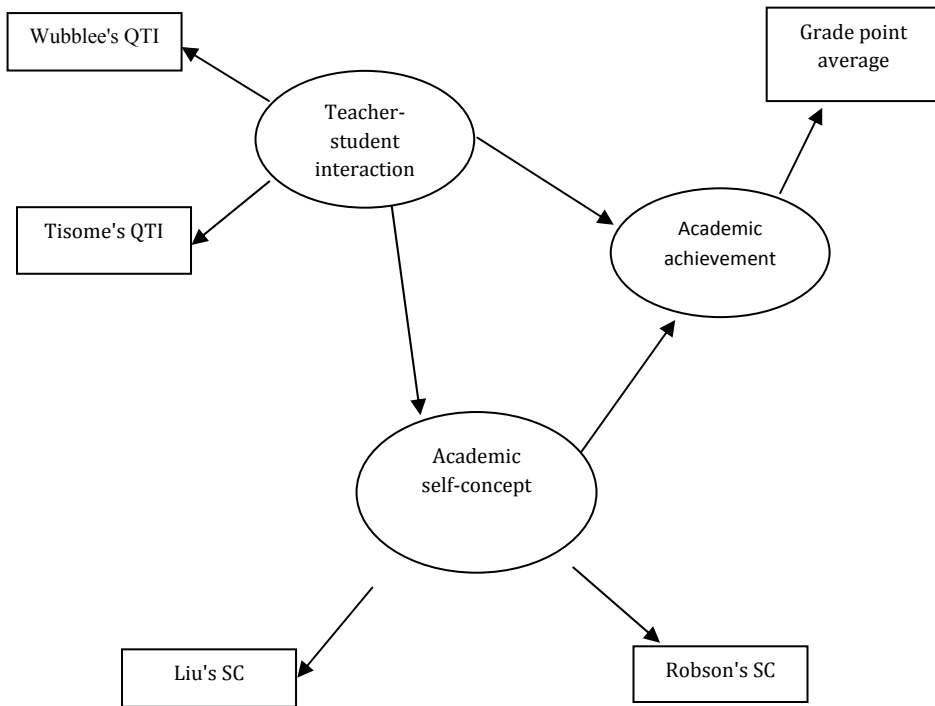 Wubblee's QTI
Grade point
average
Teacher-
student
interaction
Tisome's QTI
Academic
achievement
Academic
self-concept
Liu's SC
Robson's SC